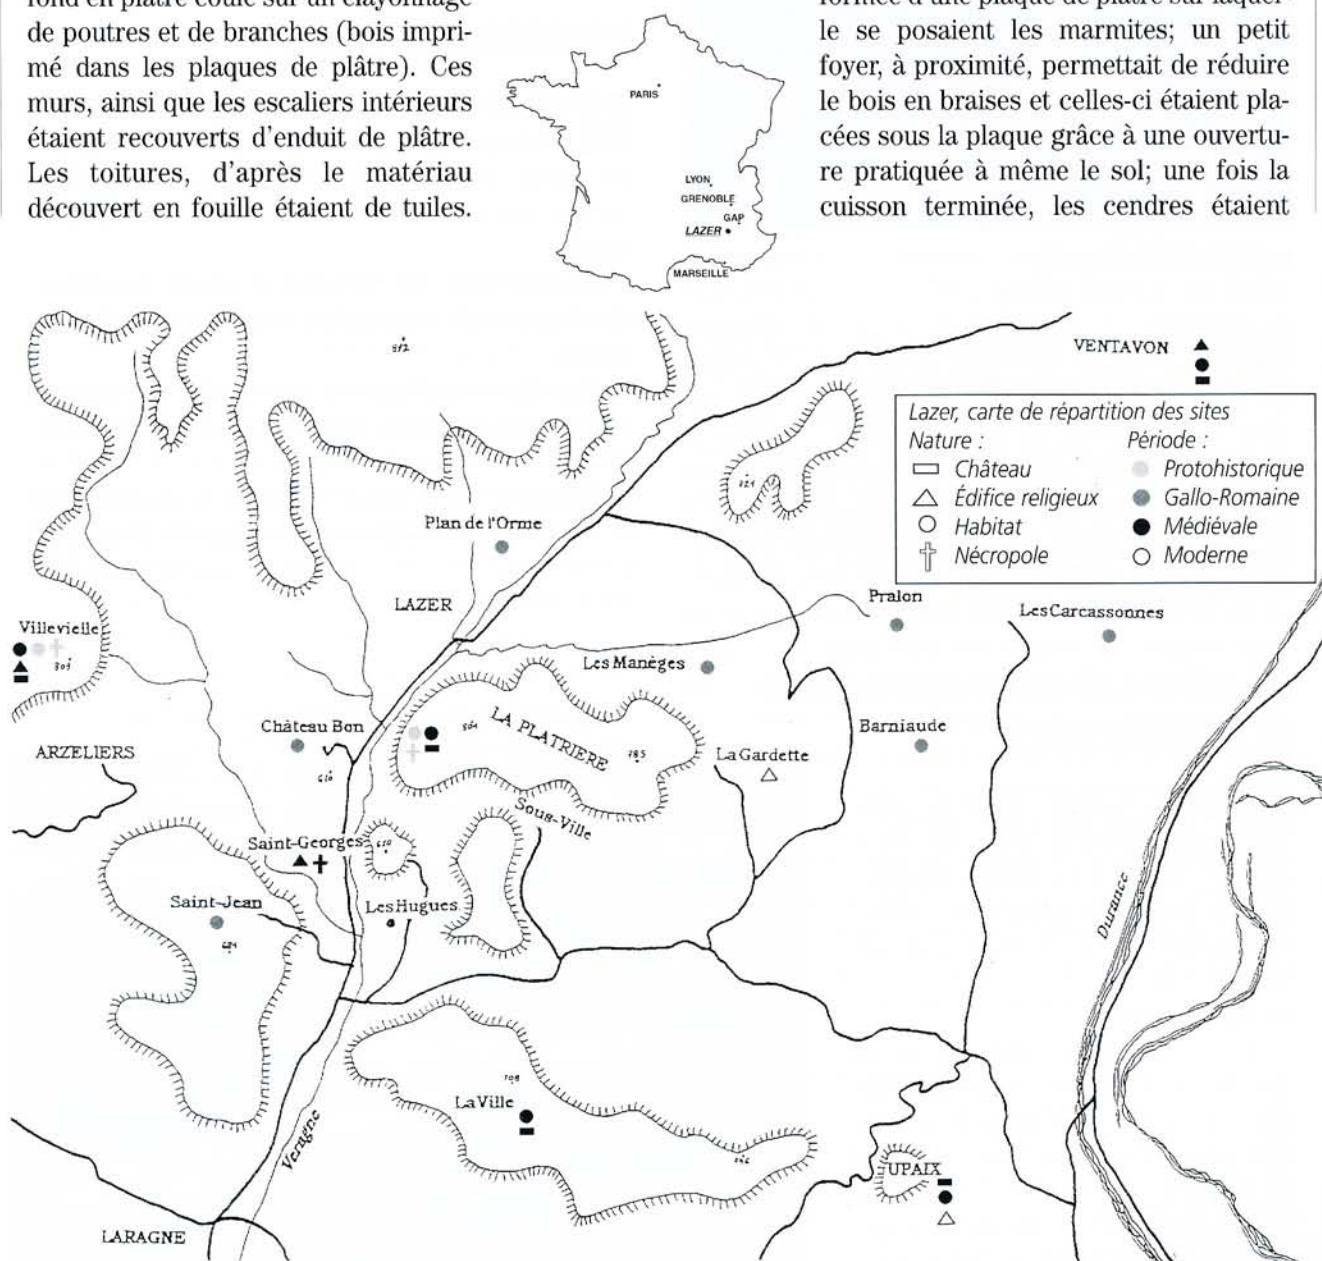 fond en plâtre coulé sur un clayonnage
de poutres et de branches (bois impri-
mé dans les plaques de plâtre). Ces
murs, ainsi que les escaliers intérieurs
étaient recouverts d'enduit de plâtre.
Les toitures, d'après le matériau
découvert en fouille étaient de tuiles.
formée d'une plaque de plâtre sur laquel-
le se posaient les marmites; un petit
foyer, à proximité, permettait de réduire
le bois en braises et celles-ci étaient pla-
cées sous la plaque grâce à une ouvertu-
re pratiquée à même le sol; une fois la
cuisson terminée, les cendres étaient
PARIS
LYON
GRENOBLE
GAP
LAZER
MARSEILLE
VENTAVON
Lazer, carte de répartition des sites
Nature :
Château
Édifice religieux
Habitat
Nécropole
Période :
Protohistorique
Gallo-Romaine
Médiévale
Moderne
Plan de l'Orme
LAZER
Pralon
Les Carcassonnes
Villevieille
Les Manèges
Château Bon
LA PLATRIERE
785
Barniaude
ARZELIERS
La Gardette
610
Sous-Ville
Saint-Georges
Saint-Jean
Les Hugues
Durance
708
La Ville
Veragne
UPAIX
LARAGNE